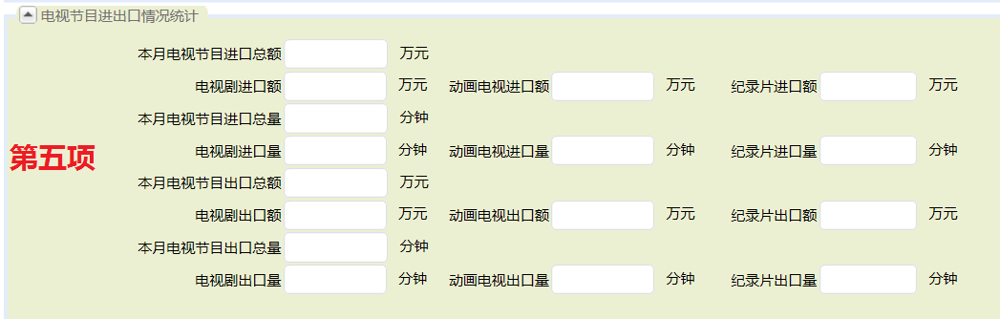 电视节目进出口情况统计
本月电视节目进口总额 万元
电视剧进口额 万元 动画电视进口额 万元 纪录片进口额 万元
本月电视节目进口总量 分钟
第五项
电视剧进口量 分钟 动画电视进口量 分钟 纪录片进口量 分钟
本月电视节目出口总额 万元
电视剧出口额 万元 动画电视出口额 万元 纪录片出口额 万元
本月电视节目出口总量 分钟
电视剧出口量 分钟 动画电视出口量 分钟 纪录片出口量 分钟